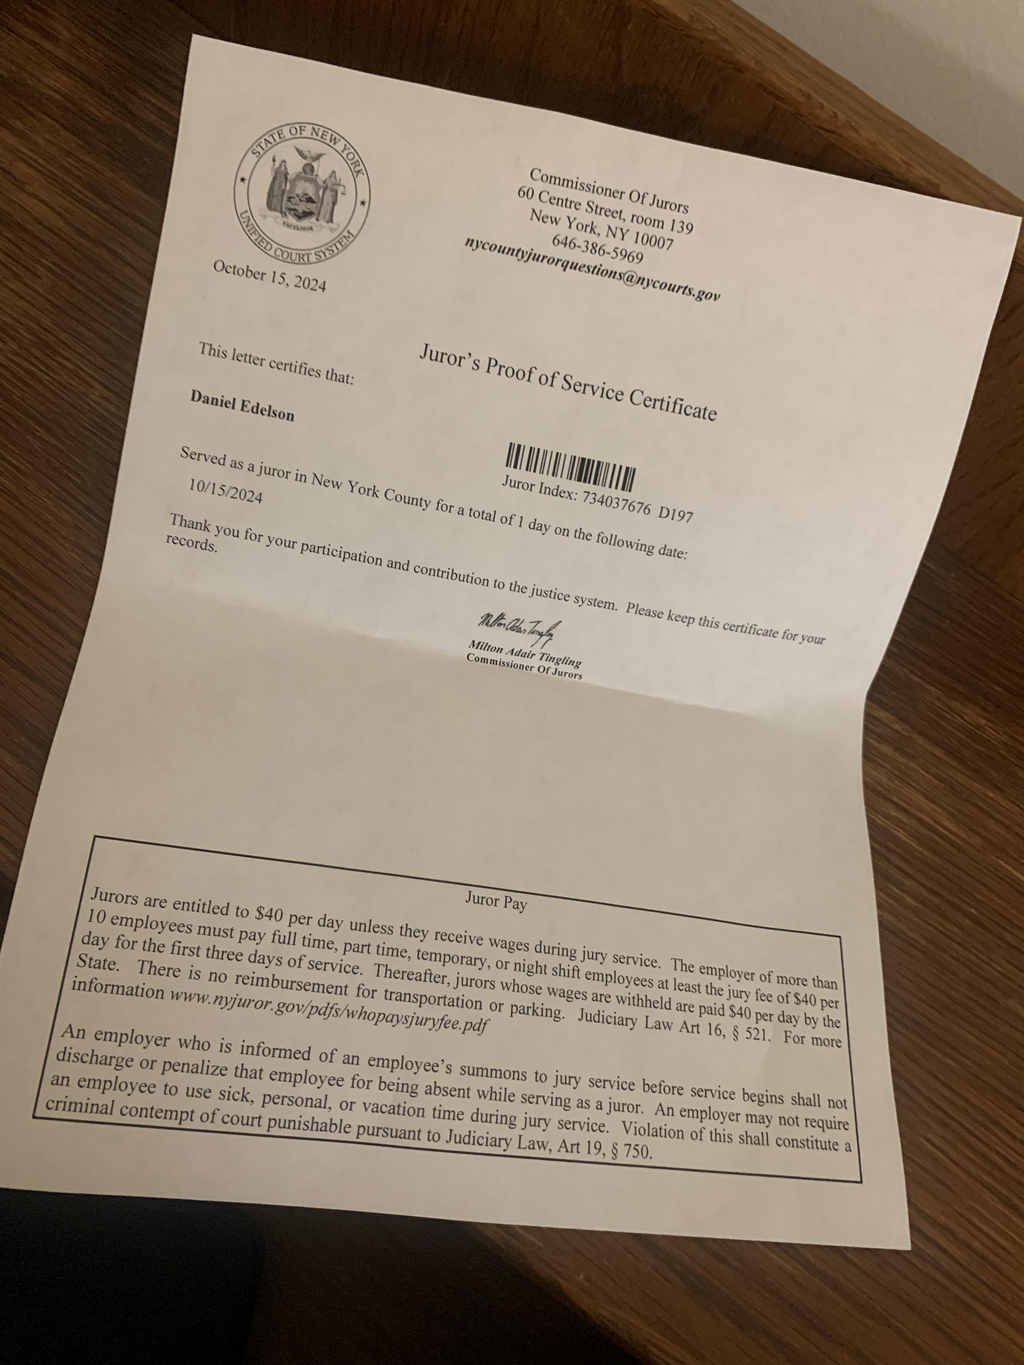 STATE OF NEW YORK
UNIFIED COURT SYSTEM
EXCELSIOR
October 15, 2024
Commissioner Of Jurors
60 Centre Street, room 139
New York, NY 10007
646-386-5969
nycountyjurorquestions@nycourts.gov
Juror's Proof of Service Certificate
This letter certifies that:
Daniel Edelson
Juror Index: 734037676 D197
Served as a juror in New York County for a total of 1 day on the following date:
10/15/2024
Thank you for your participation and contribution to the justice system. Please keep this certificate for your
records.
Milton Adair Tingling
Milton Adair Tingling
Commissioner Of Jurors
Juror Pay
Jurors are entitled to $40 per day unless they receive wages during jury service. The employer of more than
10 employees must pay full time, part time, temporary, or night shift employees at least the jury fee of $40 per
day for the first three days of service. Thereafter, jurors whose wages are withheld are paid $40 per day by the
State. There is no reimbursement for transportation or parking. Judiciary Law Art 16, § 521. For more
information www.nyjuror.gov/pdfs/whopaysjuryfee.pdf
An employer who is informed of an employee's summons to jury service before service begins shall not
discharge or penalize that employee for being absent while serving as a juror. An employer may not require
an employee to use sick, personal, or vacation time during jury service. Violation of this shall constitute a
criminal contempt of court punishable pursuant to Judiciary Law, Art 19, § 750.